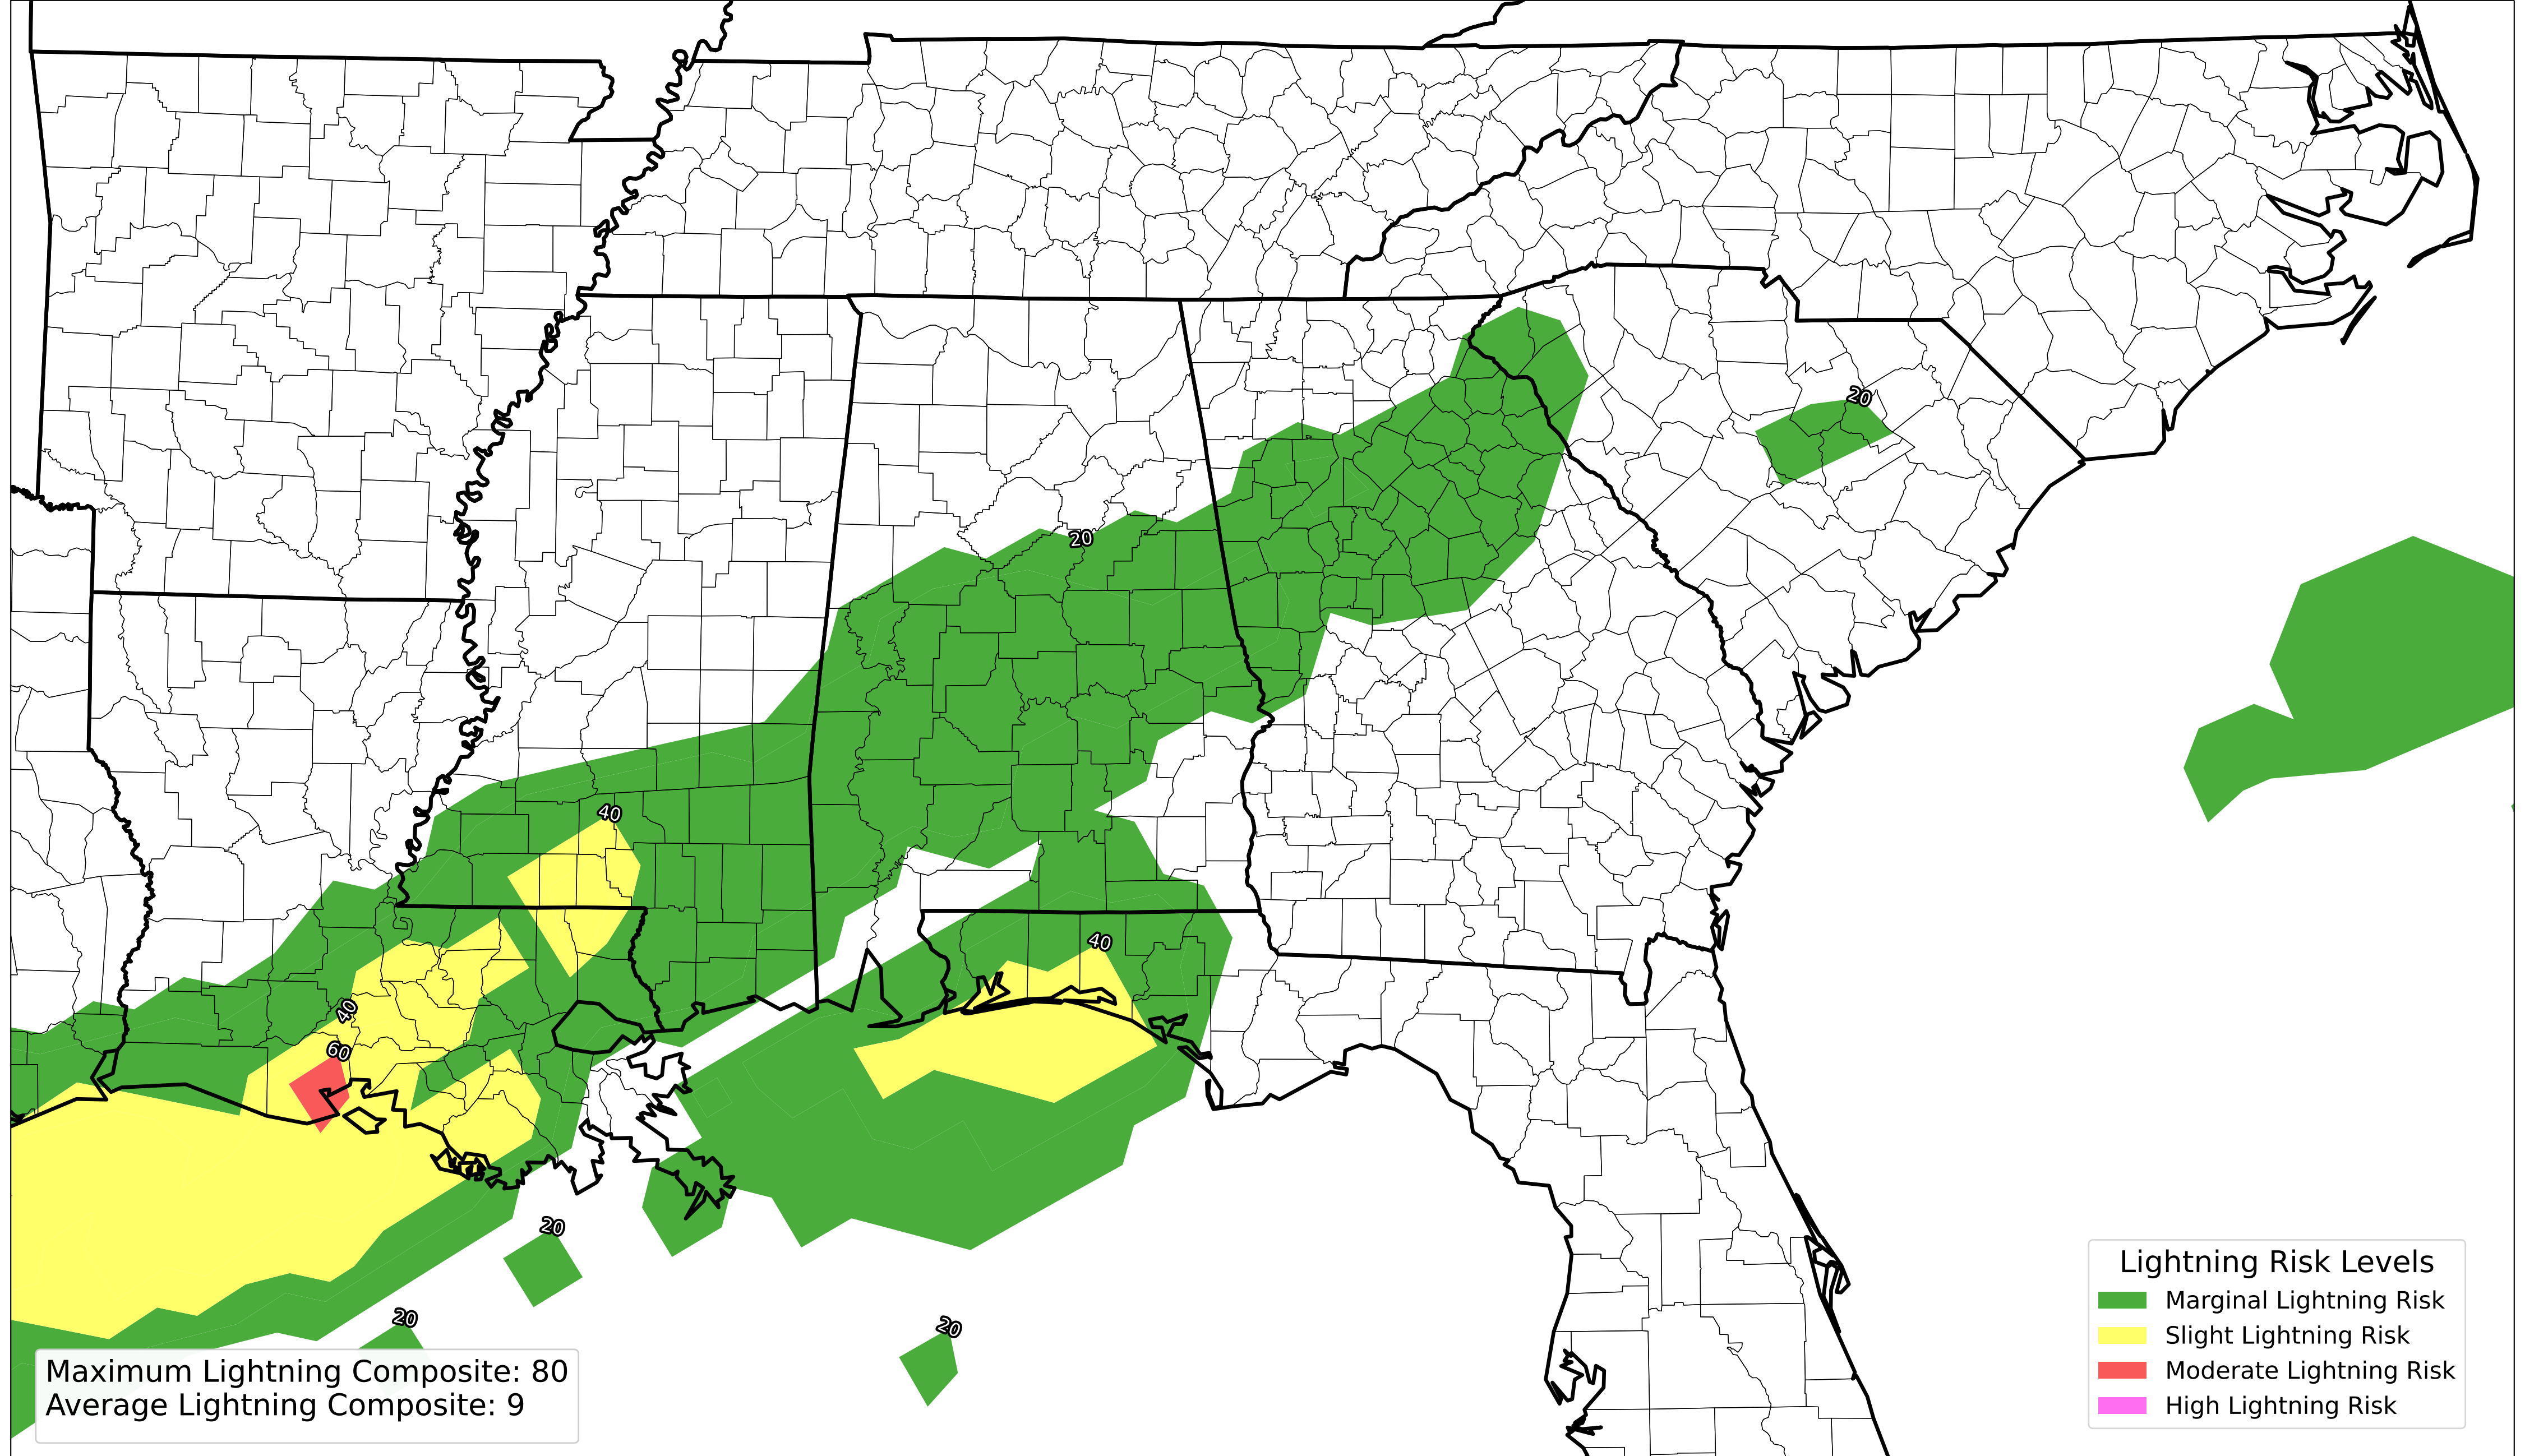 20
20
40
40
40
60
20
20
20
Lightning Risk Levels
Marginal Lightning Risk
Slight Lightning Risk
Moderate Lightning Risk
High Lightning Risk
Maximum Lightning Composite: 80
Average Lightning Composite: 9